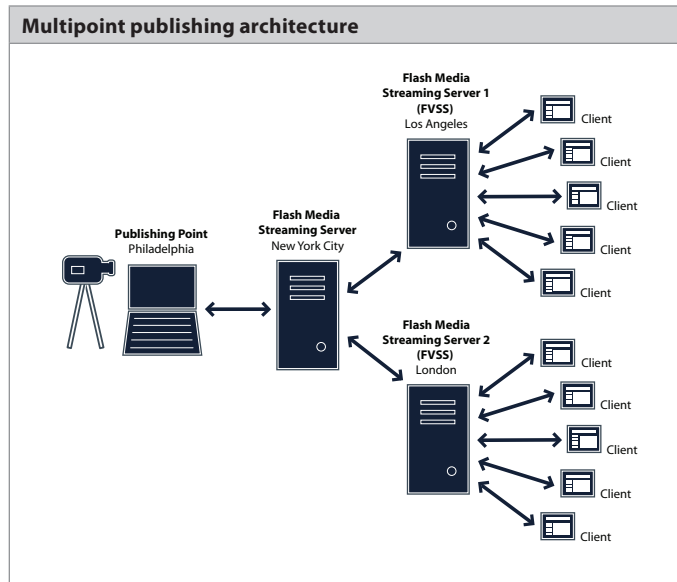 Multipoint publishing architecture
Flash Media
Streaming Server 1
(FVSS)
Los Angeles
Client
Client
Client
Client
Client
Flash Media
Streaming Server
New York City
Publishing Point
Philadelphia
Flash Media
Streaming Server 2
(FVSS)
London
Client
Client
Client
Client
Client